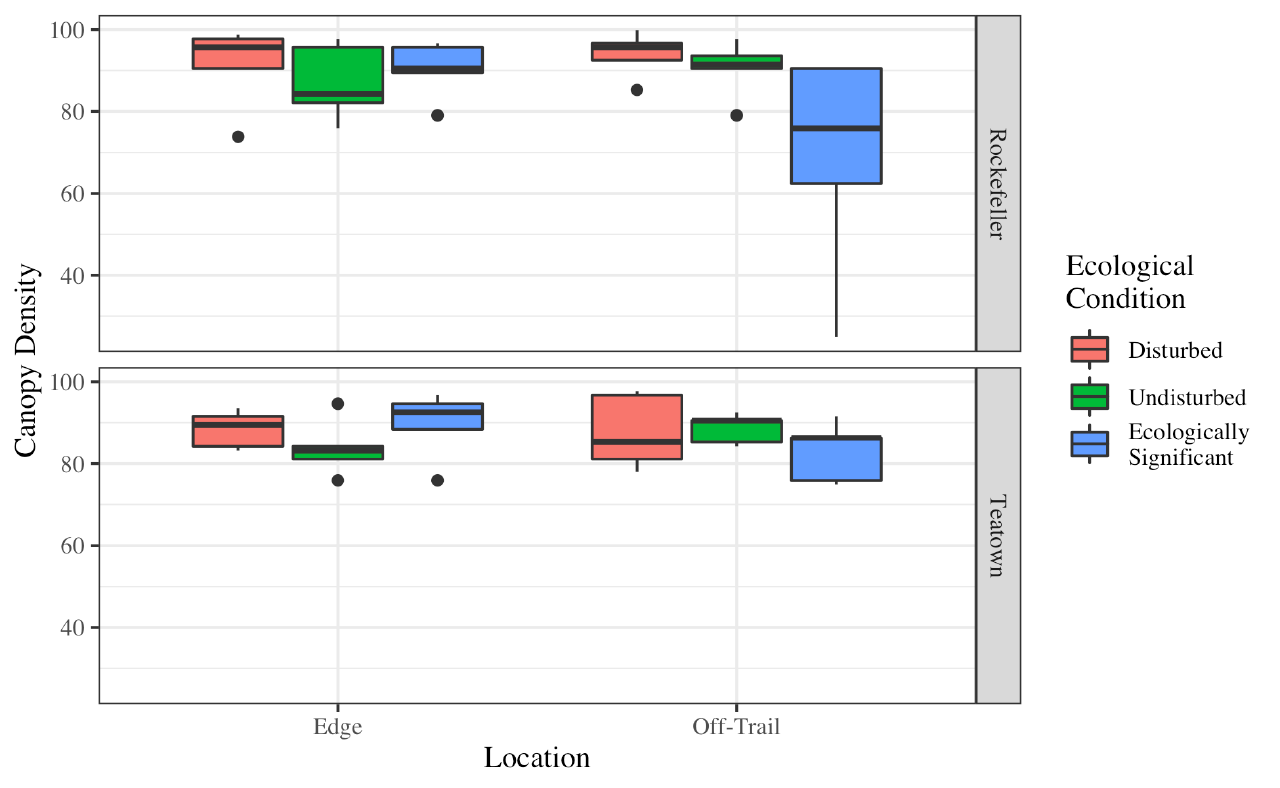 Canopy Density
100
80
60
40
Rockefeller
100
80
60
40
Teatown
Edge
Off-Trail
Location
Ecological
Condition
Disturbed
Undisturbed
Ecologically
Significant